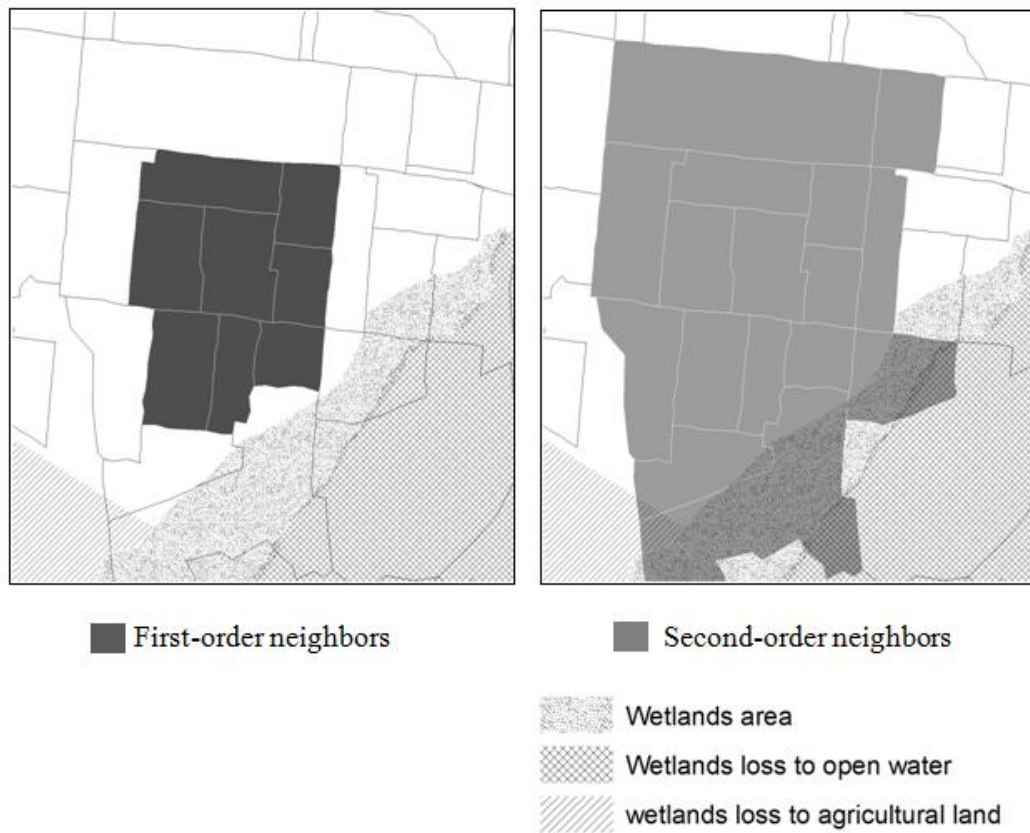 First-order neighbors
Second-order neighbors
Wetlands area
Wetlands loss to open water
wetlands loss to agricultural land